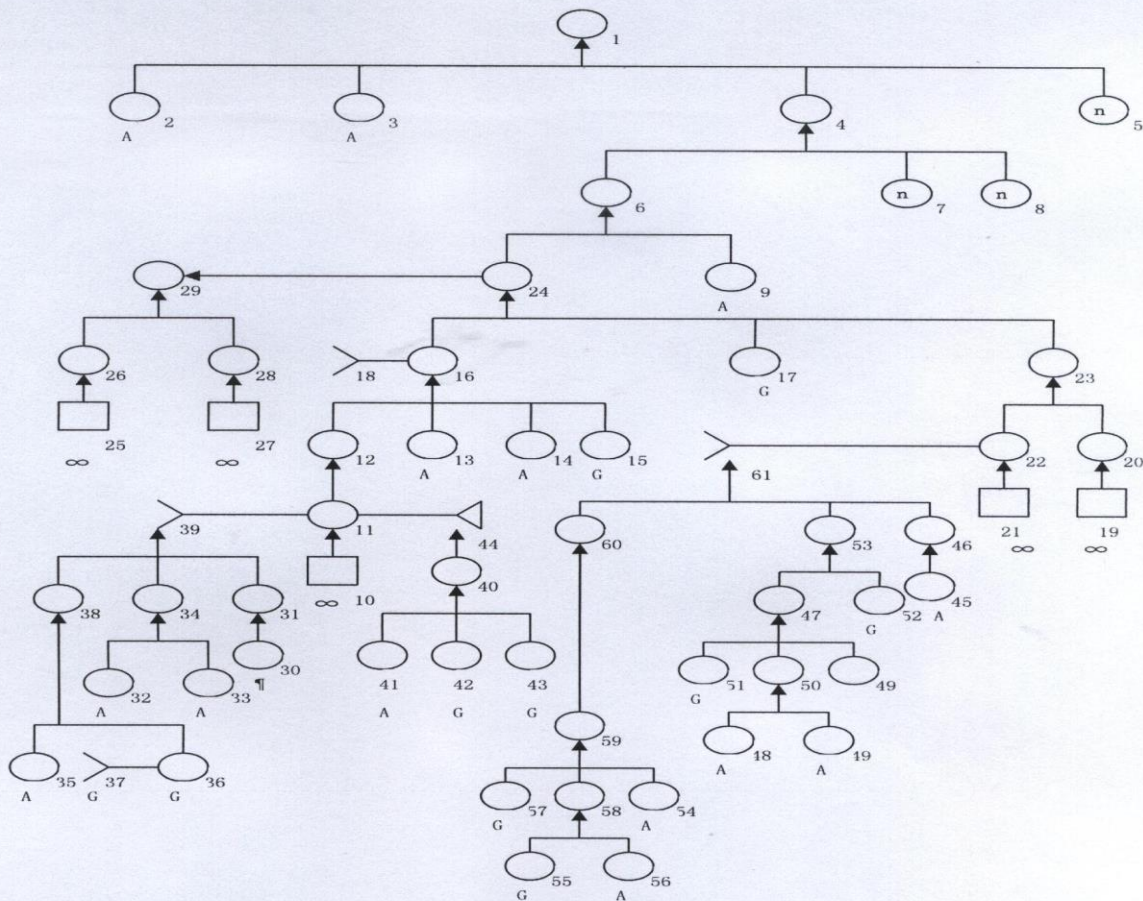 1
2 3 4 n 5
A A
6 n 7 n 8
29 24 9
A
26 28 18 16 17 23
G
25 27 12 13 14 15 61 22 20
∞ ∞ A A G
21 19
∞ ∞
39 11 44 60 53 46
38 34 31 ∞ 10 40 47 52 45
G A
32 33 30 41 42 43 51 50 49
A A ¶ A G G G
59 48 49
A A
35 37 36 57 58 54
A G G G A
55 56
G A